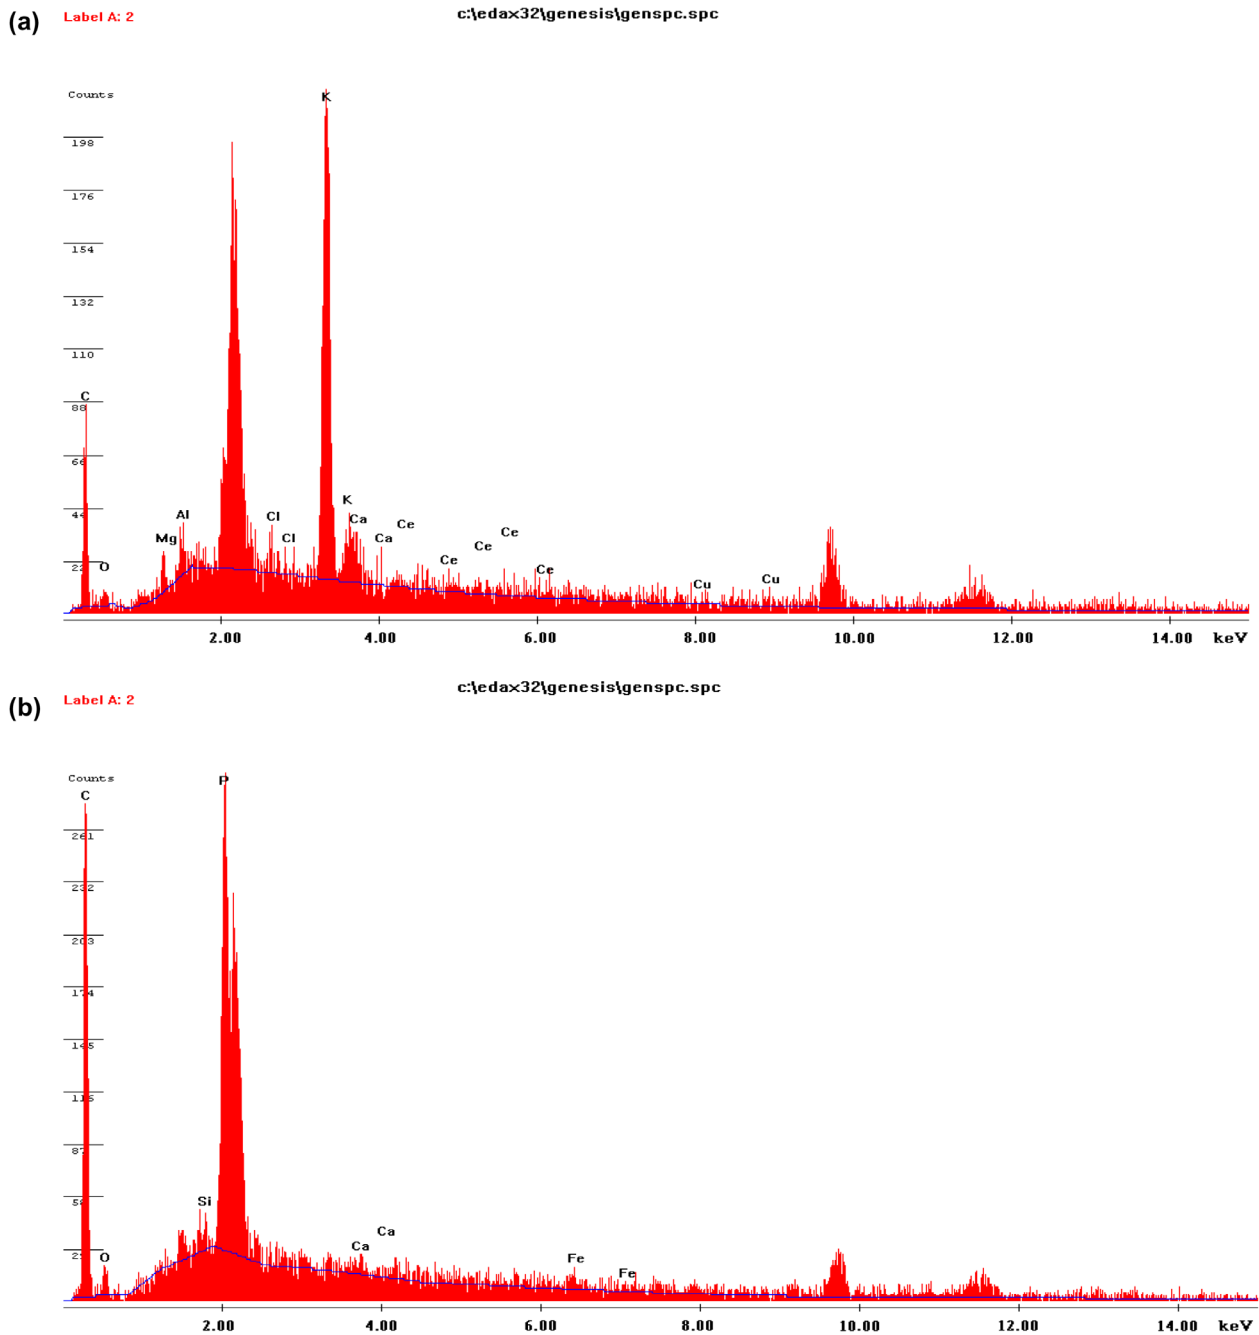 (a)
Label A: 2
c:\edax32\genesis\genspc.spc
Counts
K
198
176
154
132
110
C
88
66
44
K
Al
Cl
Ca
Ce
Mg
Cl
Ca
Ce
Ce
O
22
Ce
Ce
Cu
Cu
2.00 4.00 6.00 8.00 10.00 12.00 14.00 keV
(b)
Label A: 2
c:\edax32\genesis\genspc.spc
Counts
P
C
261
232
203
174
145
116
87
58
Si
Ca
29
O
Ca
Fe
Fe
2.00 4.00 6.00 8.00 10.00 12.00 14.00 keV